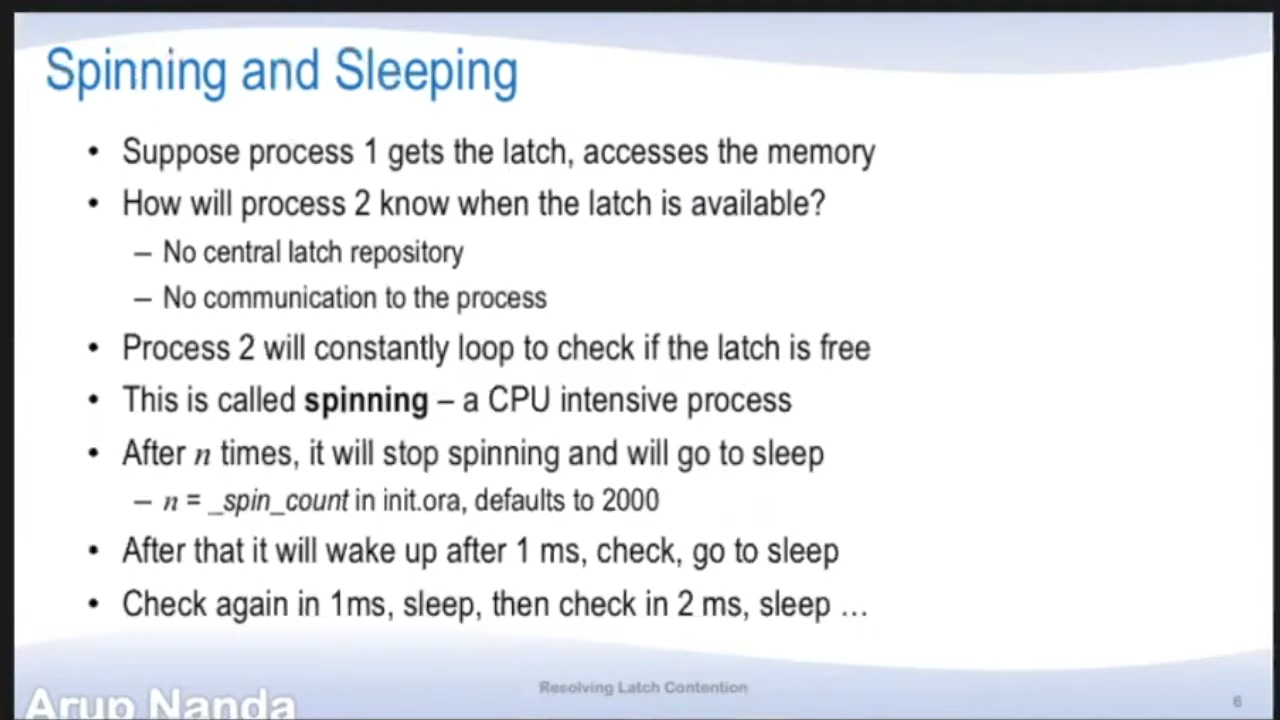 Spinning and Sleeping
• Suppose process 1 gets the latch, accesses the memory
• How will process 2 know when the latch is available?
– No central latch repository
– No communication to the process
• Process 2 will constantly loop to check if the latch is free
• This is called spinning – a CPU intensive process
• After n times, it will stop spinning and will go to sleep
– n = _spin_count in init.ora, defaults to 2000
• After that it will wake up after 1 ms, check, go to sleep
• Check again in 1ms, sleep, then check in 2 ms, sleep …
Resolving Latch Contention
6
Arup Nanda